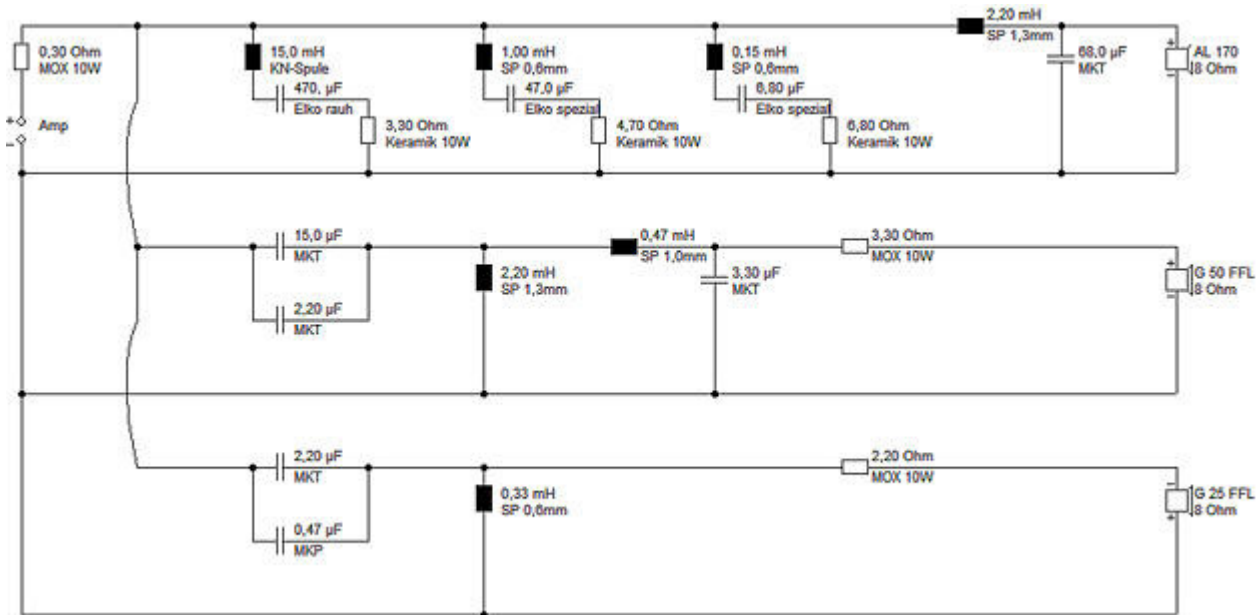 0,30 Ohm
MOX 10W
+
Amp
−
15,0 mH
KN-Spule
470, µF
Elko rauh
3,30 Ohm
Keramik 10W
1,00 mH
SP 0,6mm
47,0 µF
Elko spezial
4,70 Ohm
Keramik 10W
0,15 mH
SP 0,6mm
6,80 µF
Elko spezial
6,80 Ohm
Keramik 10W
2,20 mH
SP 1,3mm
68,0 µF
MKT
+
AL 170
−
8 Ohm
15,0 µF
MKT
2,20 µF
MKT
2,20 mH
SP 1,3mm
0,47 mH
SP 1,0mm
3,30 µF
MKT
3,30 Ohm
MOX 10W
+
G 50 FFL
−
8 Ohm
2,20 µF
MKT
0,47 µF
MKP
0,33 mH
SP 0,6mm
2,20 Ohm
MOX 10W
−
G 25 FFL
+
8 Ohm